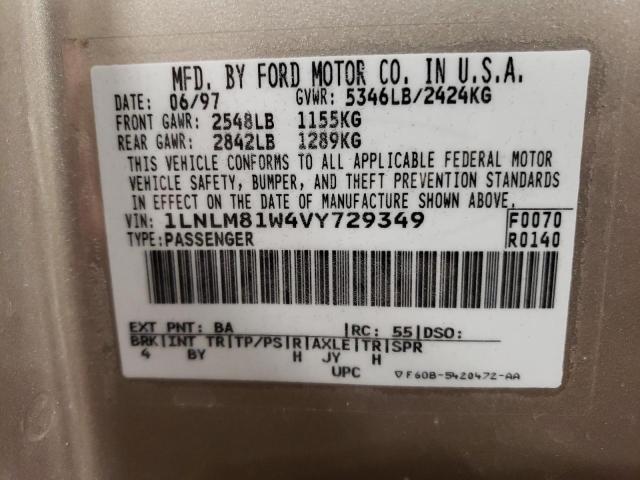 MFD. BY FORD MOTOR CO. IN U.S.A.
DATE: 06/97 GVWR: 5346LB/2424KG
FRONT GAWR: 2548LB 1155KG
REAR GAWR: 2842LB 1289KG
THIS VEHICLE CONFORMS TO ALL APPLICABLE FEDERAL MOTOR
VEHICLE SAFETY, BUMPER, AND THEFT PREVENTION STANDARDS
IN EFFECT ON THE DATE OF MANUFACTURE SHOWN ABOVE.
VIN: 1LNLM81W4VY729349 F0070
TYPE: PASSENGER R0140
EXT PNT: BA |RC: 55|DSO:
BRK|INT TR|TP/PS|R|AXLE|TR|SPR
4 BY H JY H
UPC ▽F60B-5420472-AA